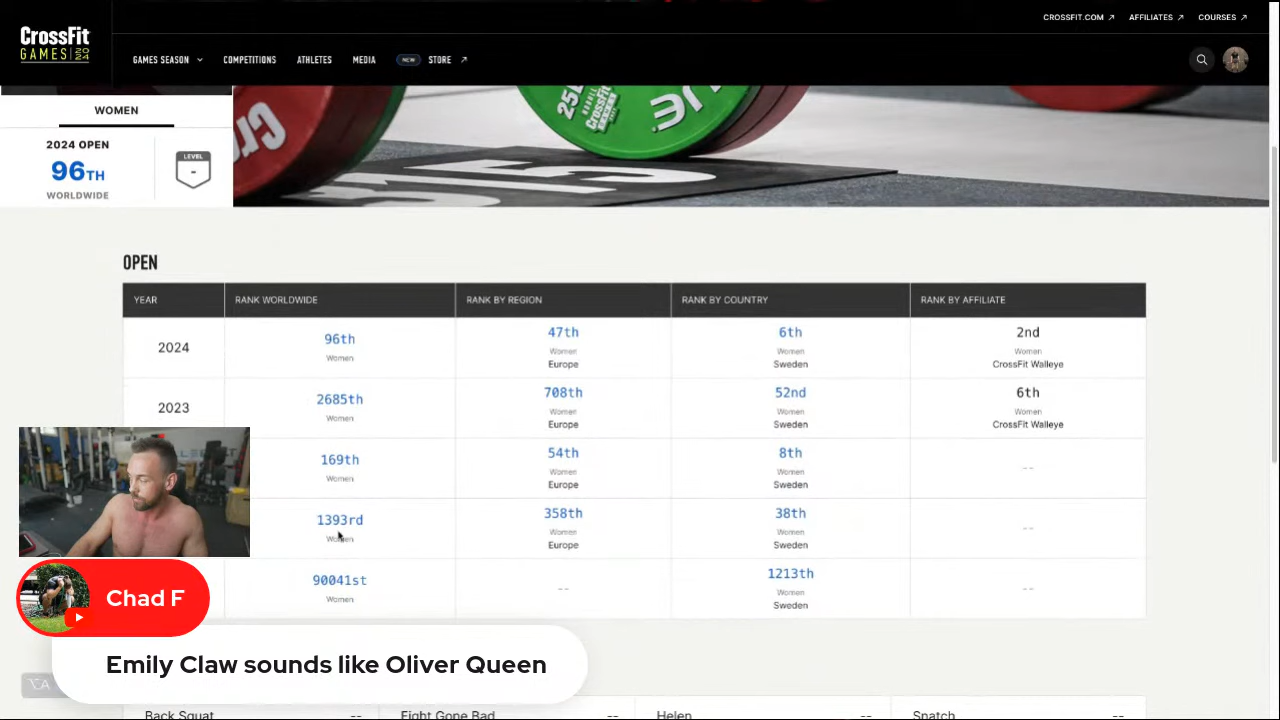 CrossFit
GAMES 2024
CROSSFIT.COM AFFILIATES COURSES
GAMES SEASON COMPETITIONS ATHLETES MEDIA NEW STORE
WOMEN
2024 OPEN
96TH
WORLDWIDE
LEVEL
-
25
CrossFit
OPEN
YEAR RANK WORLDWIDE RANK BY REGION RANK BY COUNTRY RANK BY AFFILIATE
2024 96th Women 47th Women Europe 6th Women Sweden 2nd Women CrossFit Walleye
2023 2685th Women 708th Women Europe 52nd Women Sweden 6th Women CrossFit Walleye
169th Women 54th Women Europe 8th Women Sweden --
1393rd Women 358th Women Europe 38th Women Sweden --
90041st Women -- 1213th Women Sweden --
Chad F
Emily Claw sounds like Oliver Queen
Back Squat -- Fight Gone Bad -- Helen -- Snatch --